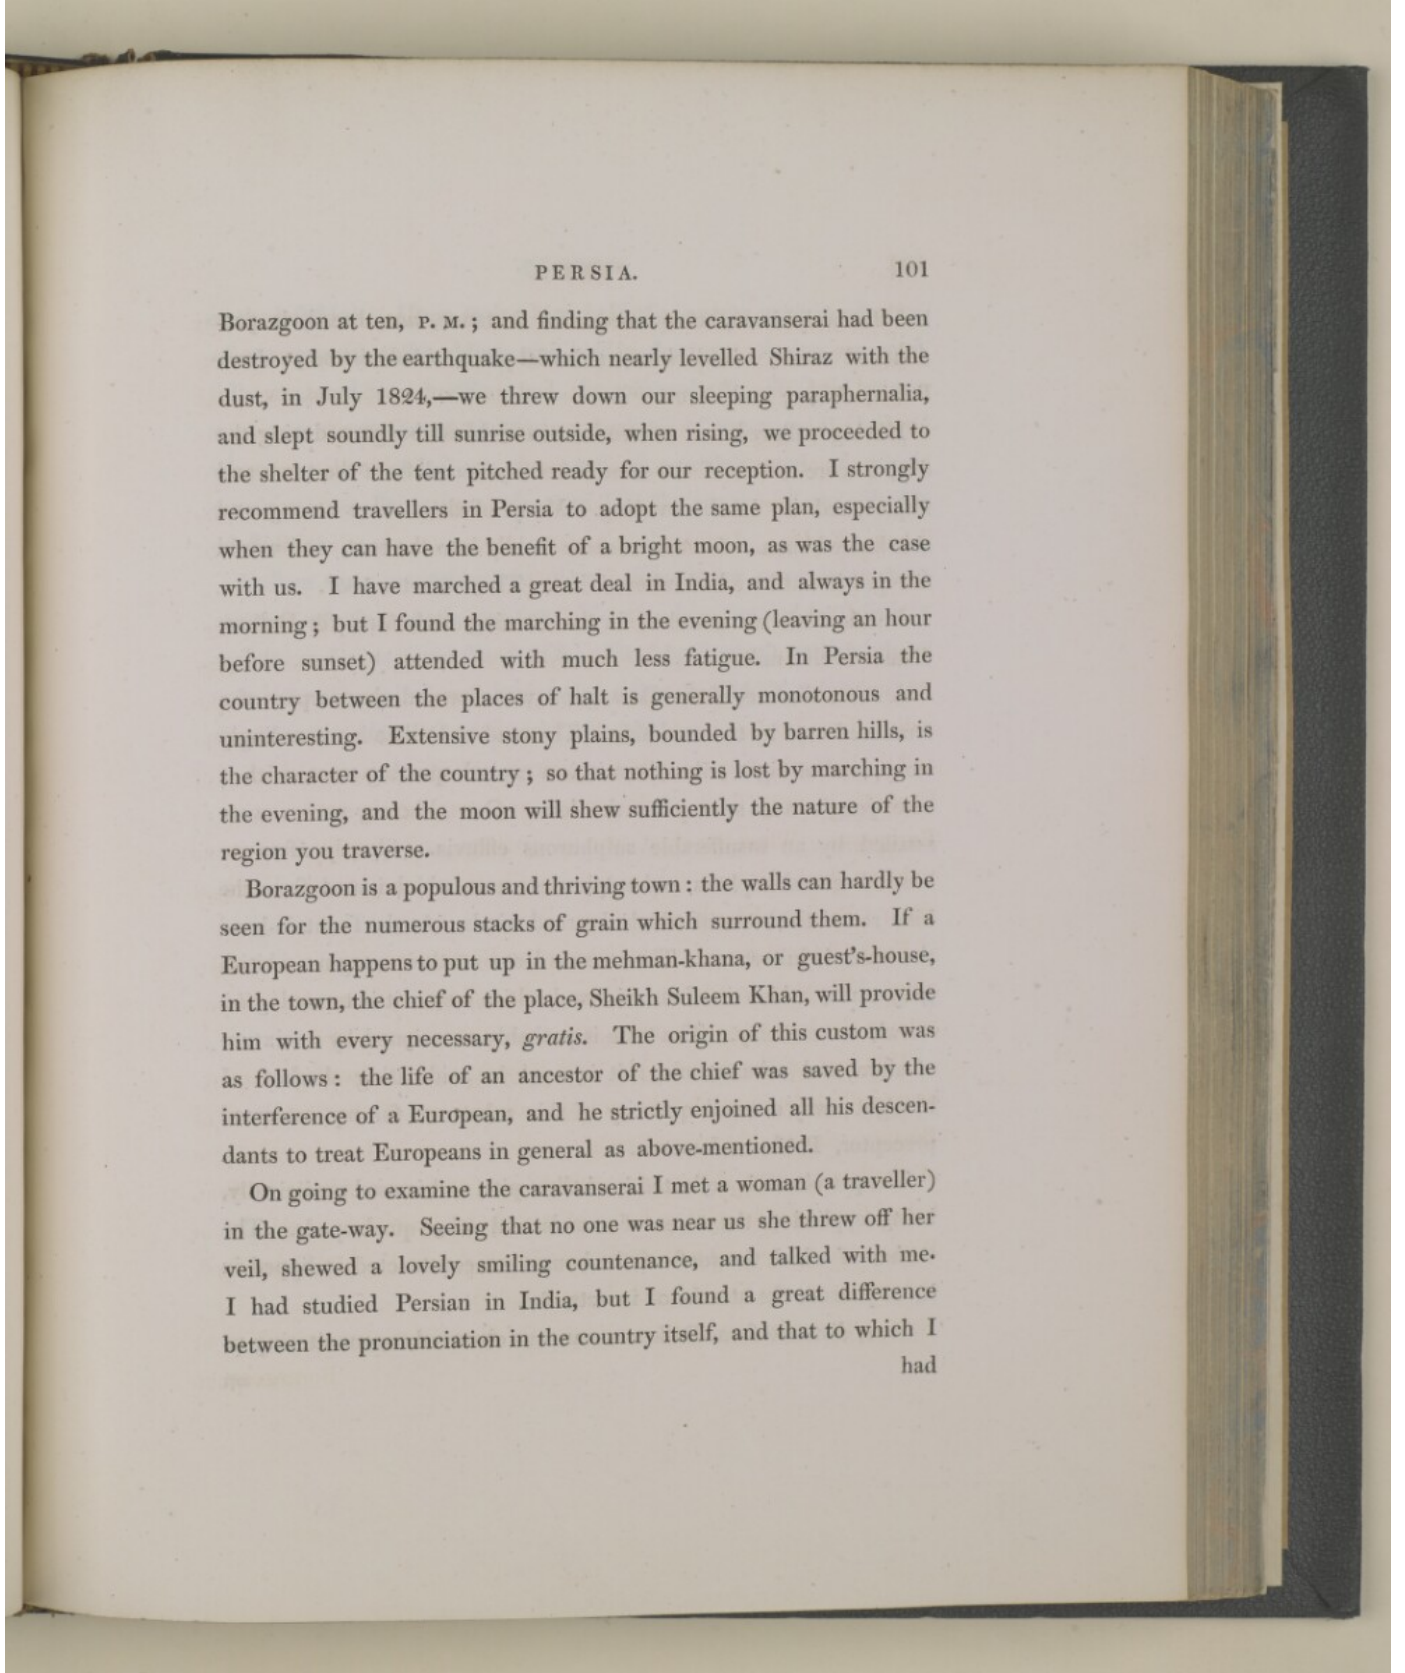 PERSIA. 101
Borazgoon at ten, P. M. ; and finding that the caravanserai had been
destroyed by the earthquake—which nearly levelled Shiraz with the
dust, in July 1824,—we threw down our sleeping paraphernalia,
and slept soundly till sunrise outside, when rising, we proceeded to
the shelter of the tent pitched ready for our reception. I strongly
recommend travellers in Persia to adopt the same plan, especially
when they can have the benefit of a bright moon, as was the case
with us. I have marched a great deal in India, and always in the
morning ; but I found the marching in the evening (leaving an hour
before sunset) attended with much less fatigue. In Persia the
country between the places of halt is generally monotonous and
uninteresting. Extensive stony plains, bounded by barren hills, is
the character of the country ; so that nothing is lost by marching in
the evening, and the moon will shew sufficiently the nature of the
region you traverse.
Borazgoon is a populous and thriving town : the walls can hardly be
seen for the numerous stacks of grain which surround them. If a
European happens to put up in the mehman-khana, or guest's-house,
in the town, the chief of the place, Sheikh Suleem Khan, will provide
him with every necessary, gratis. The origin of this custom was
as follows : the life of an ancestor of the chief was saved by the
interference of a European, and he strictly enjoined all his descen-
dants to treat Europeans in general as above-mentioned.
On going to examine the caravanserai I met a woman (a traveller)
in the gate-way. Seeing that no one was near us she threw off her
veil, shewed a lovely smiling countenance, and talked with me.
I had studied Persian in India, but I found a great difference
between the pronunciation in the country itself, and that to which I
had